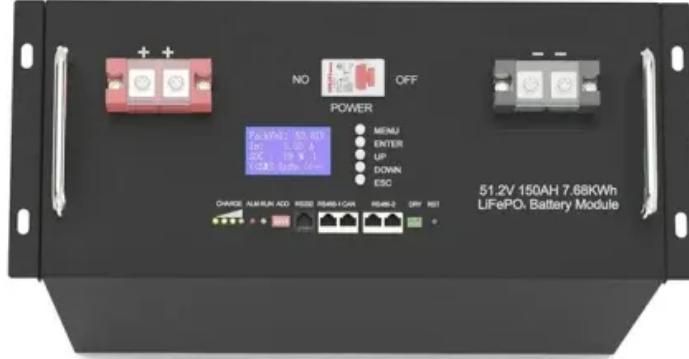 + +
NO
OFF
POWER
- -
PackVol:
MENU
ENTER
UP
DOWN
ESC
51.2V 150AH 7.68KWh
LiFePO₄ Battery Module
CHARGE ALM RUN ADD RS232 RS485-1 CAN RS485-2 DRY RST